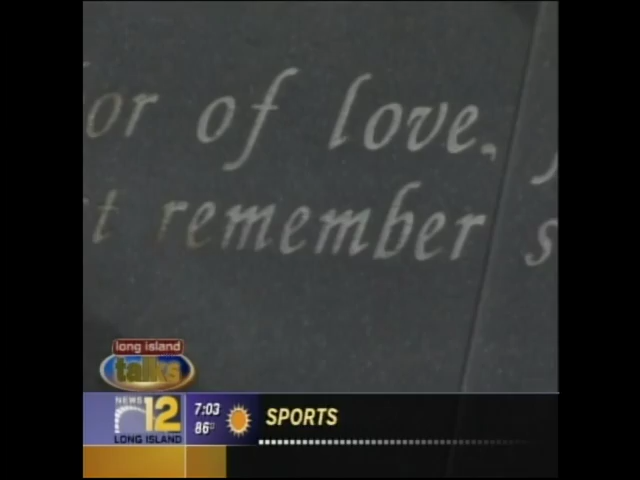 or of love,
t remember s
long island
talks
NEWS
12
LONG ISLAND
7:03
86°
SPORTS